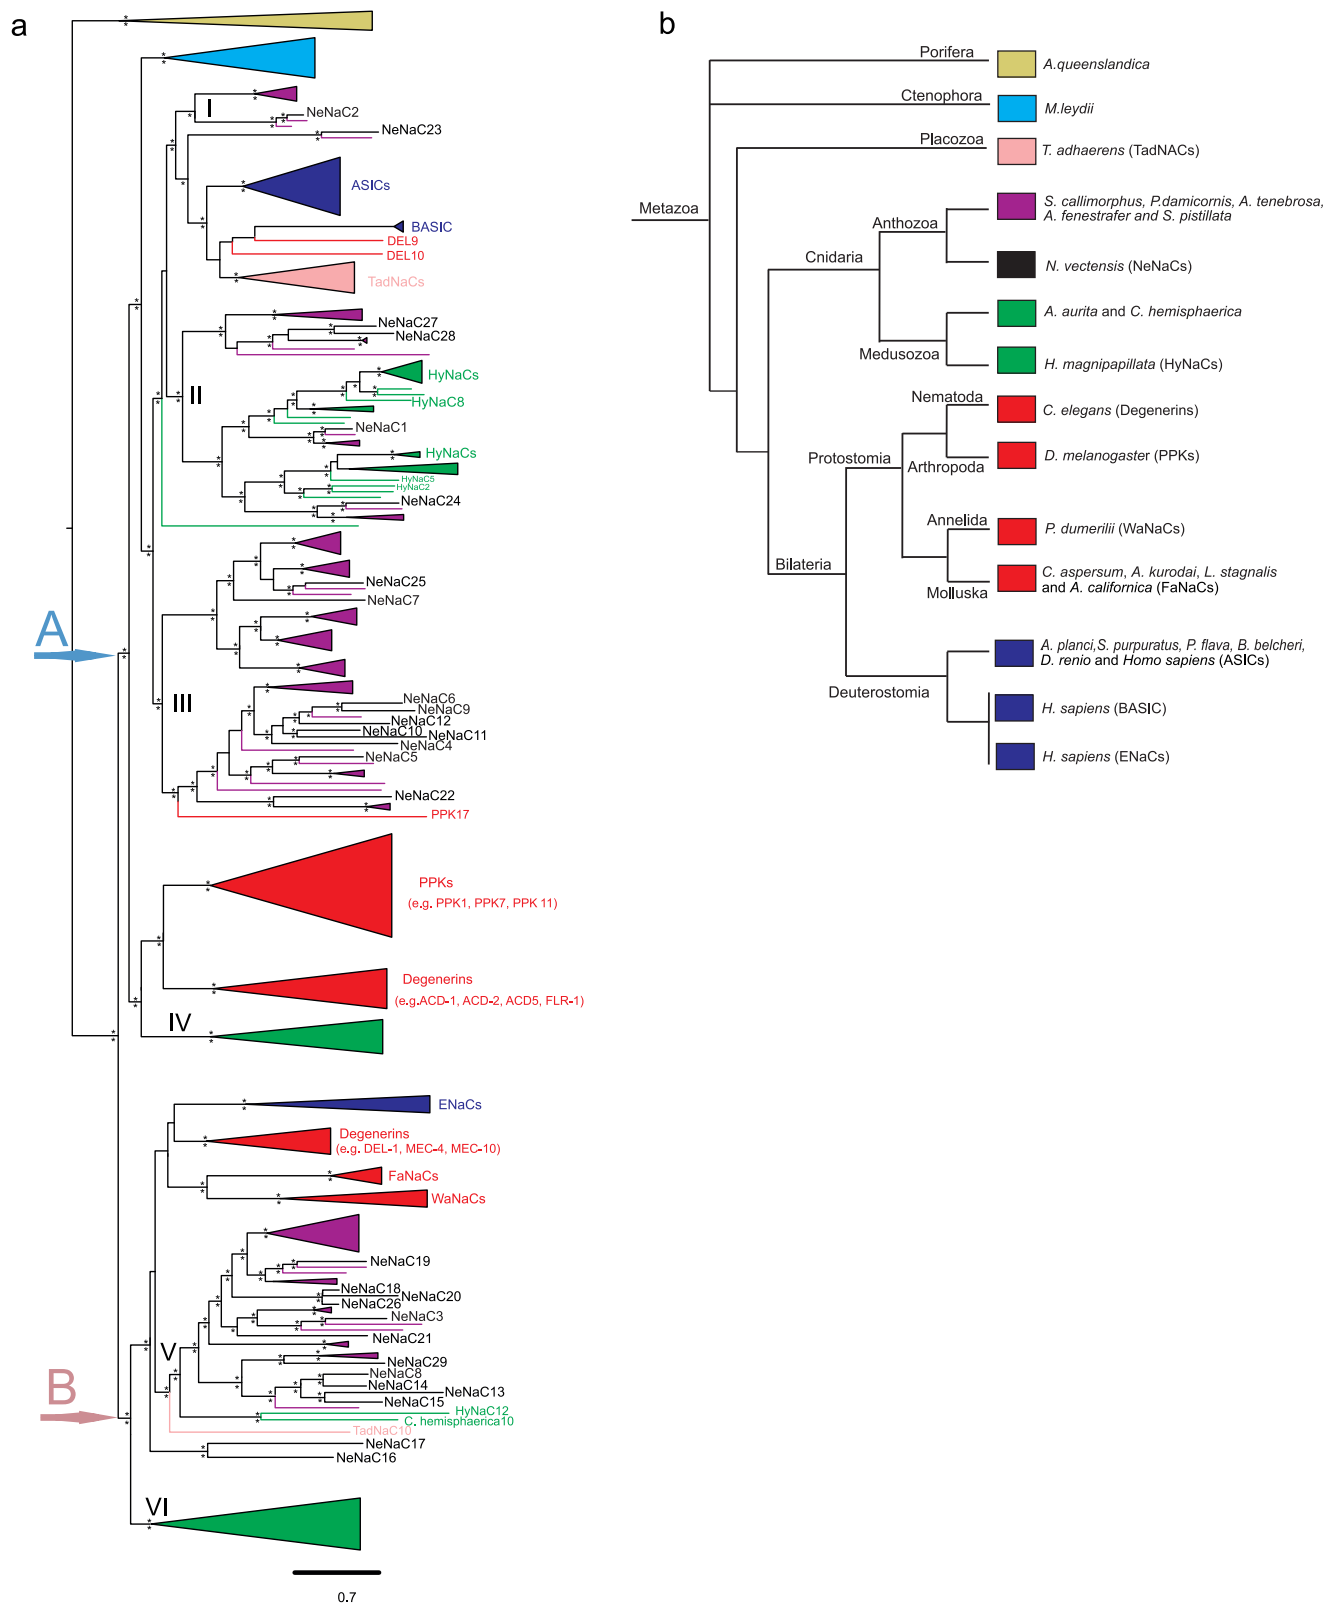 a
I
NeNaC2
NeNaC23
ASICs
BASIC
DEL9
DEL10
TadNaCs
NeNaC27
NeNaC28
II
HyNaCs
HyNaC8
NeNaC1
HyNaCs
HyNaC5
HyNaC2
NeNaC24
NeNaC25
NeNaC7
A
III
NeNaC6
NeNaC9
NeNaC12
NeNaC10
NeNaC11
NeNaC4
NeNaC5
NeNaC22
PPK17
PPKs
(e.g. PPK1, PPK7, PPK 11)
Degenerins
(e.g.ACD-1, ACD-2, ACD5, FLR-1)
IV
ENaCs
Degenerins
(e.g. DEL-1, MEC-4, MEC-10)
FaNaCs
WaNaCs
NeNaC19
NeNaC18
NeNaC20
NeNaC26
NeNaC3
NeNaC21
V
NeNaC29
NeNaC8
NeNaC14
NeNaC13
NeNaC15
B
HyNaC12
C. hemisphaerica10
TadNaC10
NeNaC17
NeNaC16
VI
0.7
b
Porifera
A.queenslandica
Ctenophora
M.leydii
Placozoa
T. adhaerens (TadNACs)
Metazoa
S. callimorphus, P.damicornis, A. tenebrosa,
A. fenestrafer and S. pistillata
Anthozoa
Cnidaria
N. vectensis (NeNaCs)
A. aurita and C. hemisphaerica
Medusozoa
H. magnipapillata (HyNaCs)
Nematoda
C. elegans (Degenerins)
Protostomia
Arthropoda
D. melanogaster (PPKs)
Annelida
P. dumerilii (WaNaCs)
Bilateria
C. aspersum, A. kurodai, L. stagnalis
and A. californica (FaNaCs)
Molluska
A. planci,S. purpuratus, P. flava, B. belcheri,
D. renio and Homo sapiens (ASICs)
Deuterostomia
H. sapiens (BASIC)
H. sapiens (ENaCs)